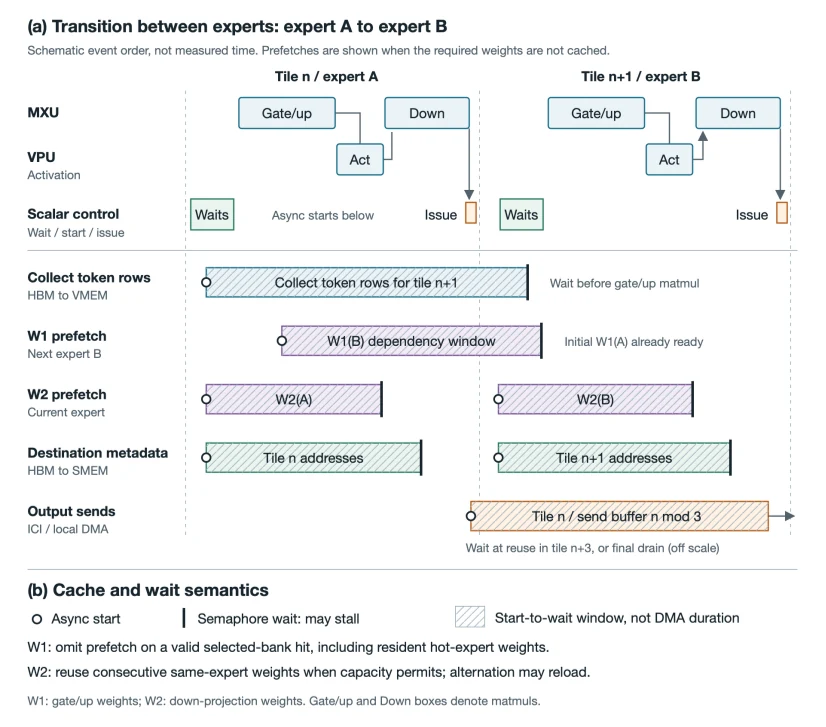 (a) Transition between experts: expert A to expert B
Schematic event order, not measured time. Prefetches are shown when the required weights are not cached.
Tile n / expert A
Tile n+1 / expert B
MXU
Gate/up
Down
Gate/up
Down
VPU
Activation
Act
Act
Scalar control
Wait / start / issue
Waits
Async starts below
Issue
Waits
Issue
Collect token rows
HBM to VMEM
Collect token rows for tile n+1
Wait before gate/up matmul
W1 prefetch
Next expert B
W1(B) dependency window
Initial W1(A) already ready
W2 prefetch
Current expert
W2(A)
W2(B)
Destination metadata
HBM to SMEM
Tile n addresses
Tile n+1 addresses
Output sends
ICI / local DMA
Tile n / send buffer n mod 3
Wait at reuse in tile n+3, or final drain (off scale)
(b) Cache and wait semantics
Async start
Semaphore wait: may stall
Start-to-wait window, not DMA duration
W1: omit prefetch on a valid selected-bank hit, including resident hot-expert weights.
W2: reuse consecutive same-expert weights when capacity permits; alternation may reload.
W1: gate/up weights; W2: down-projection weights. Gate/up and Down boxes denote matmuls.